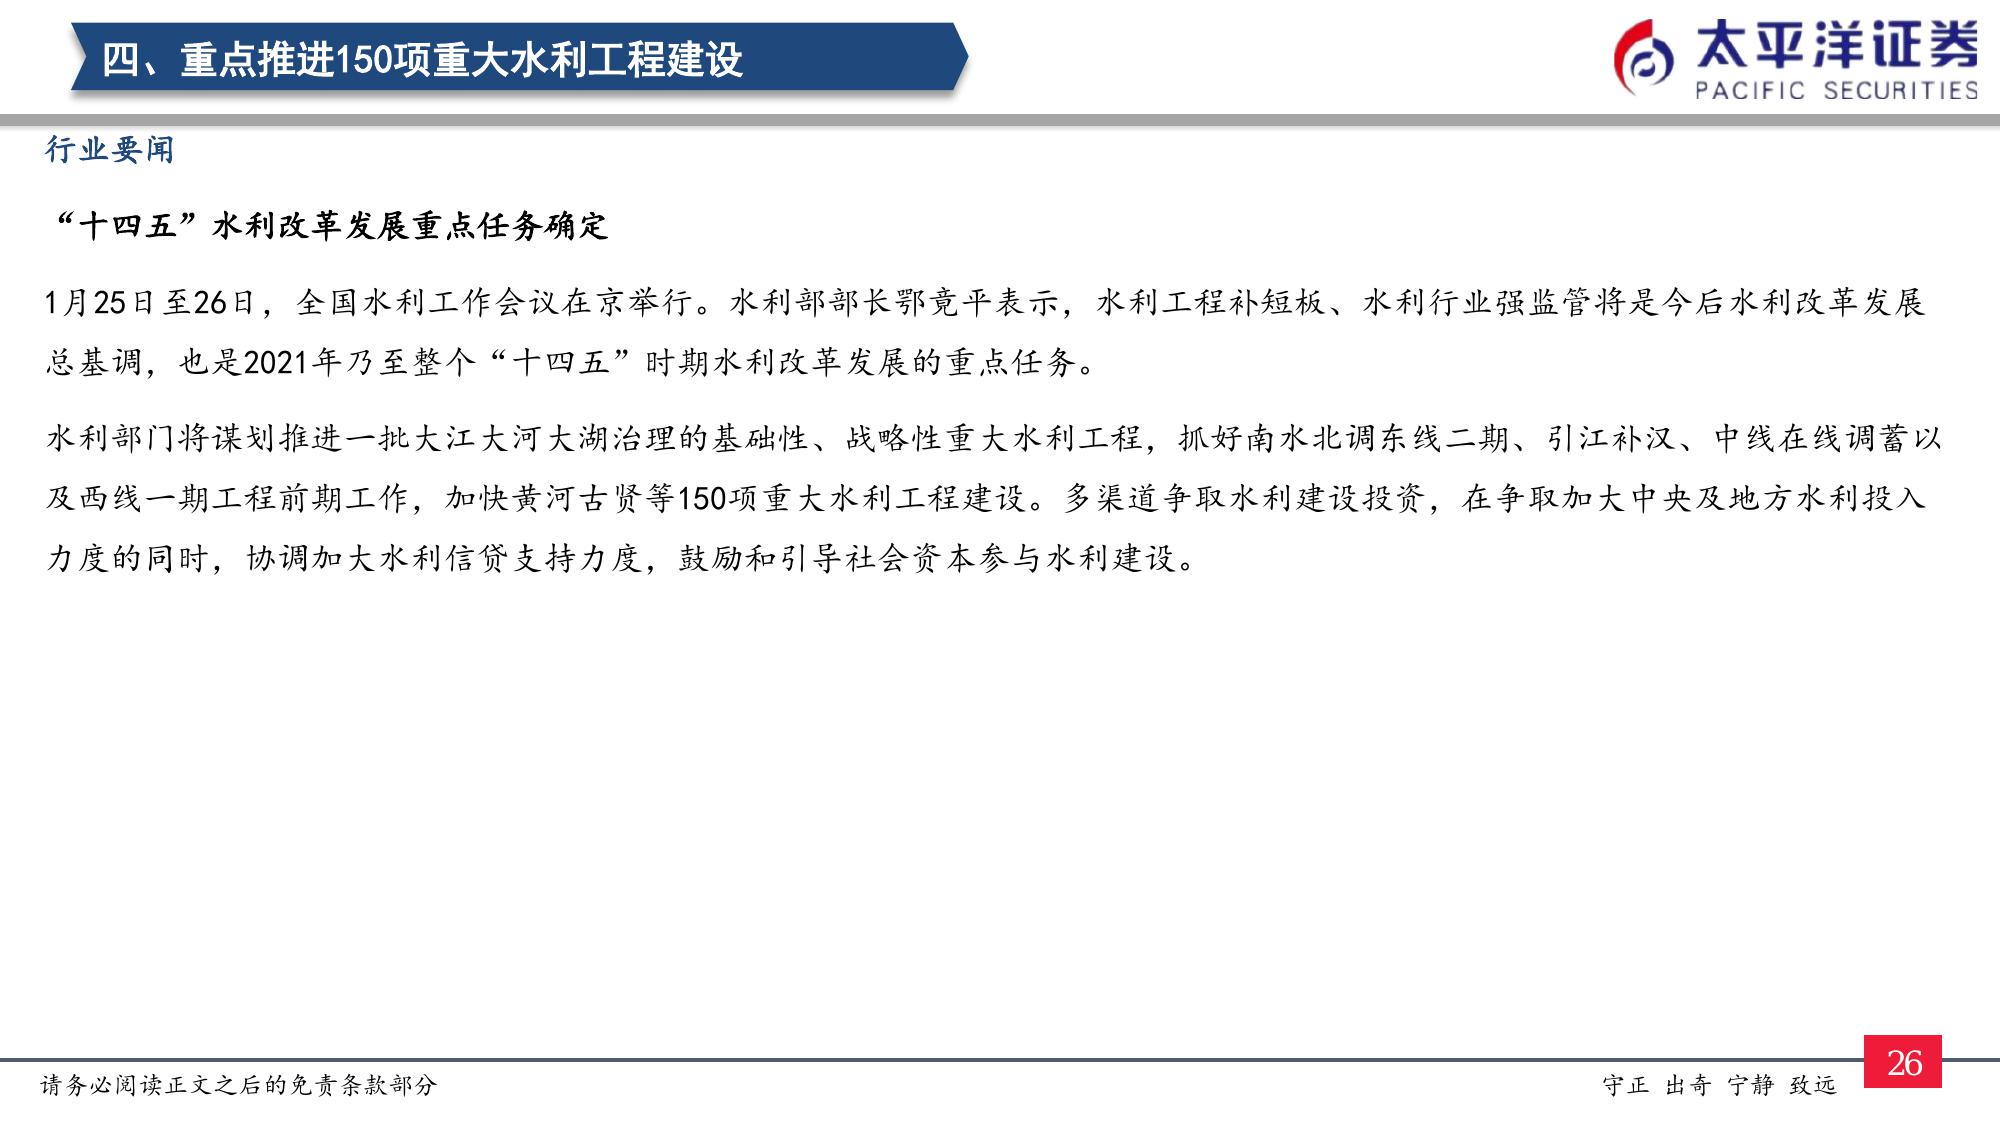 四、重点推进150项重大水利工程建设
太平洋证券
PACIFIC SECURITIES
行业要闻
“十四五”水利改革发展重点任务确定
1月25日至26日，全国水利工作会议在京举行。水利部部长鄂竟平表示，水利工程补短板、水利行业强监管将是今后水利改革发展
总基调，也是2021年乃至整个“十四五”时期水利改革发展的重点任务。
水利部门将谋划推进一批大江大河大湖治理的基础性、战略性重大水利工程，抓好南水北调东线二期、引江补汉、中线在线调蓄以
及西线一期工程前期工作，加快黄河古贤等150项重大水利工程建设。多渠道争取水利建设投资，在争取加大中央及地方水利投入
力度的同时，协调加大水利信贷支持力度，鼓励和引导社会资本参与水利建设。
请务必阅读正文之后的免责条款部分
守正 出奇 宁静 致远
26